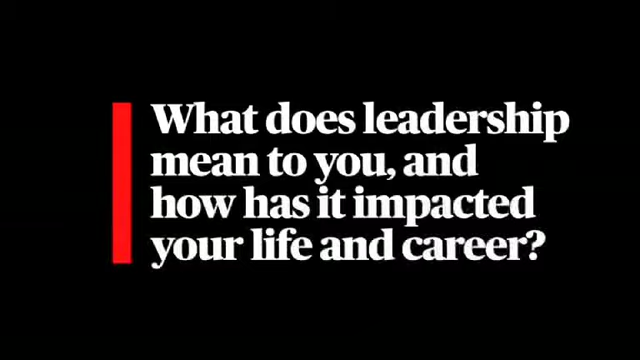 What does leadership
mean to you, and
how has it impacted
your life and career?